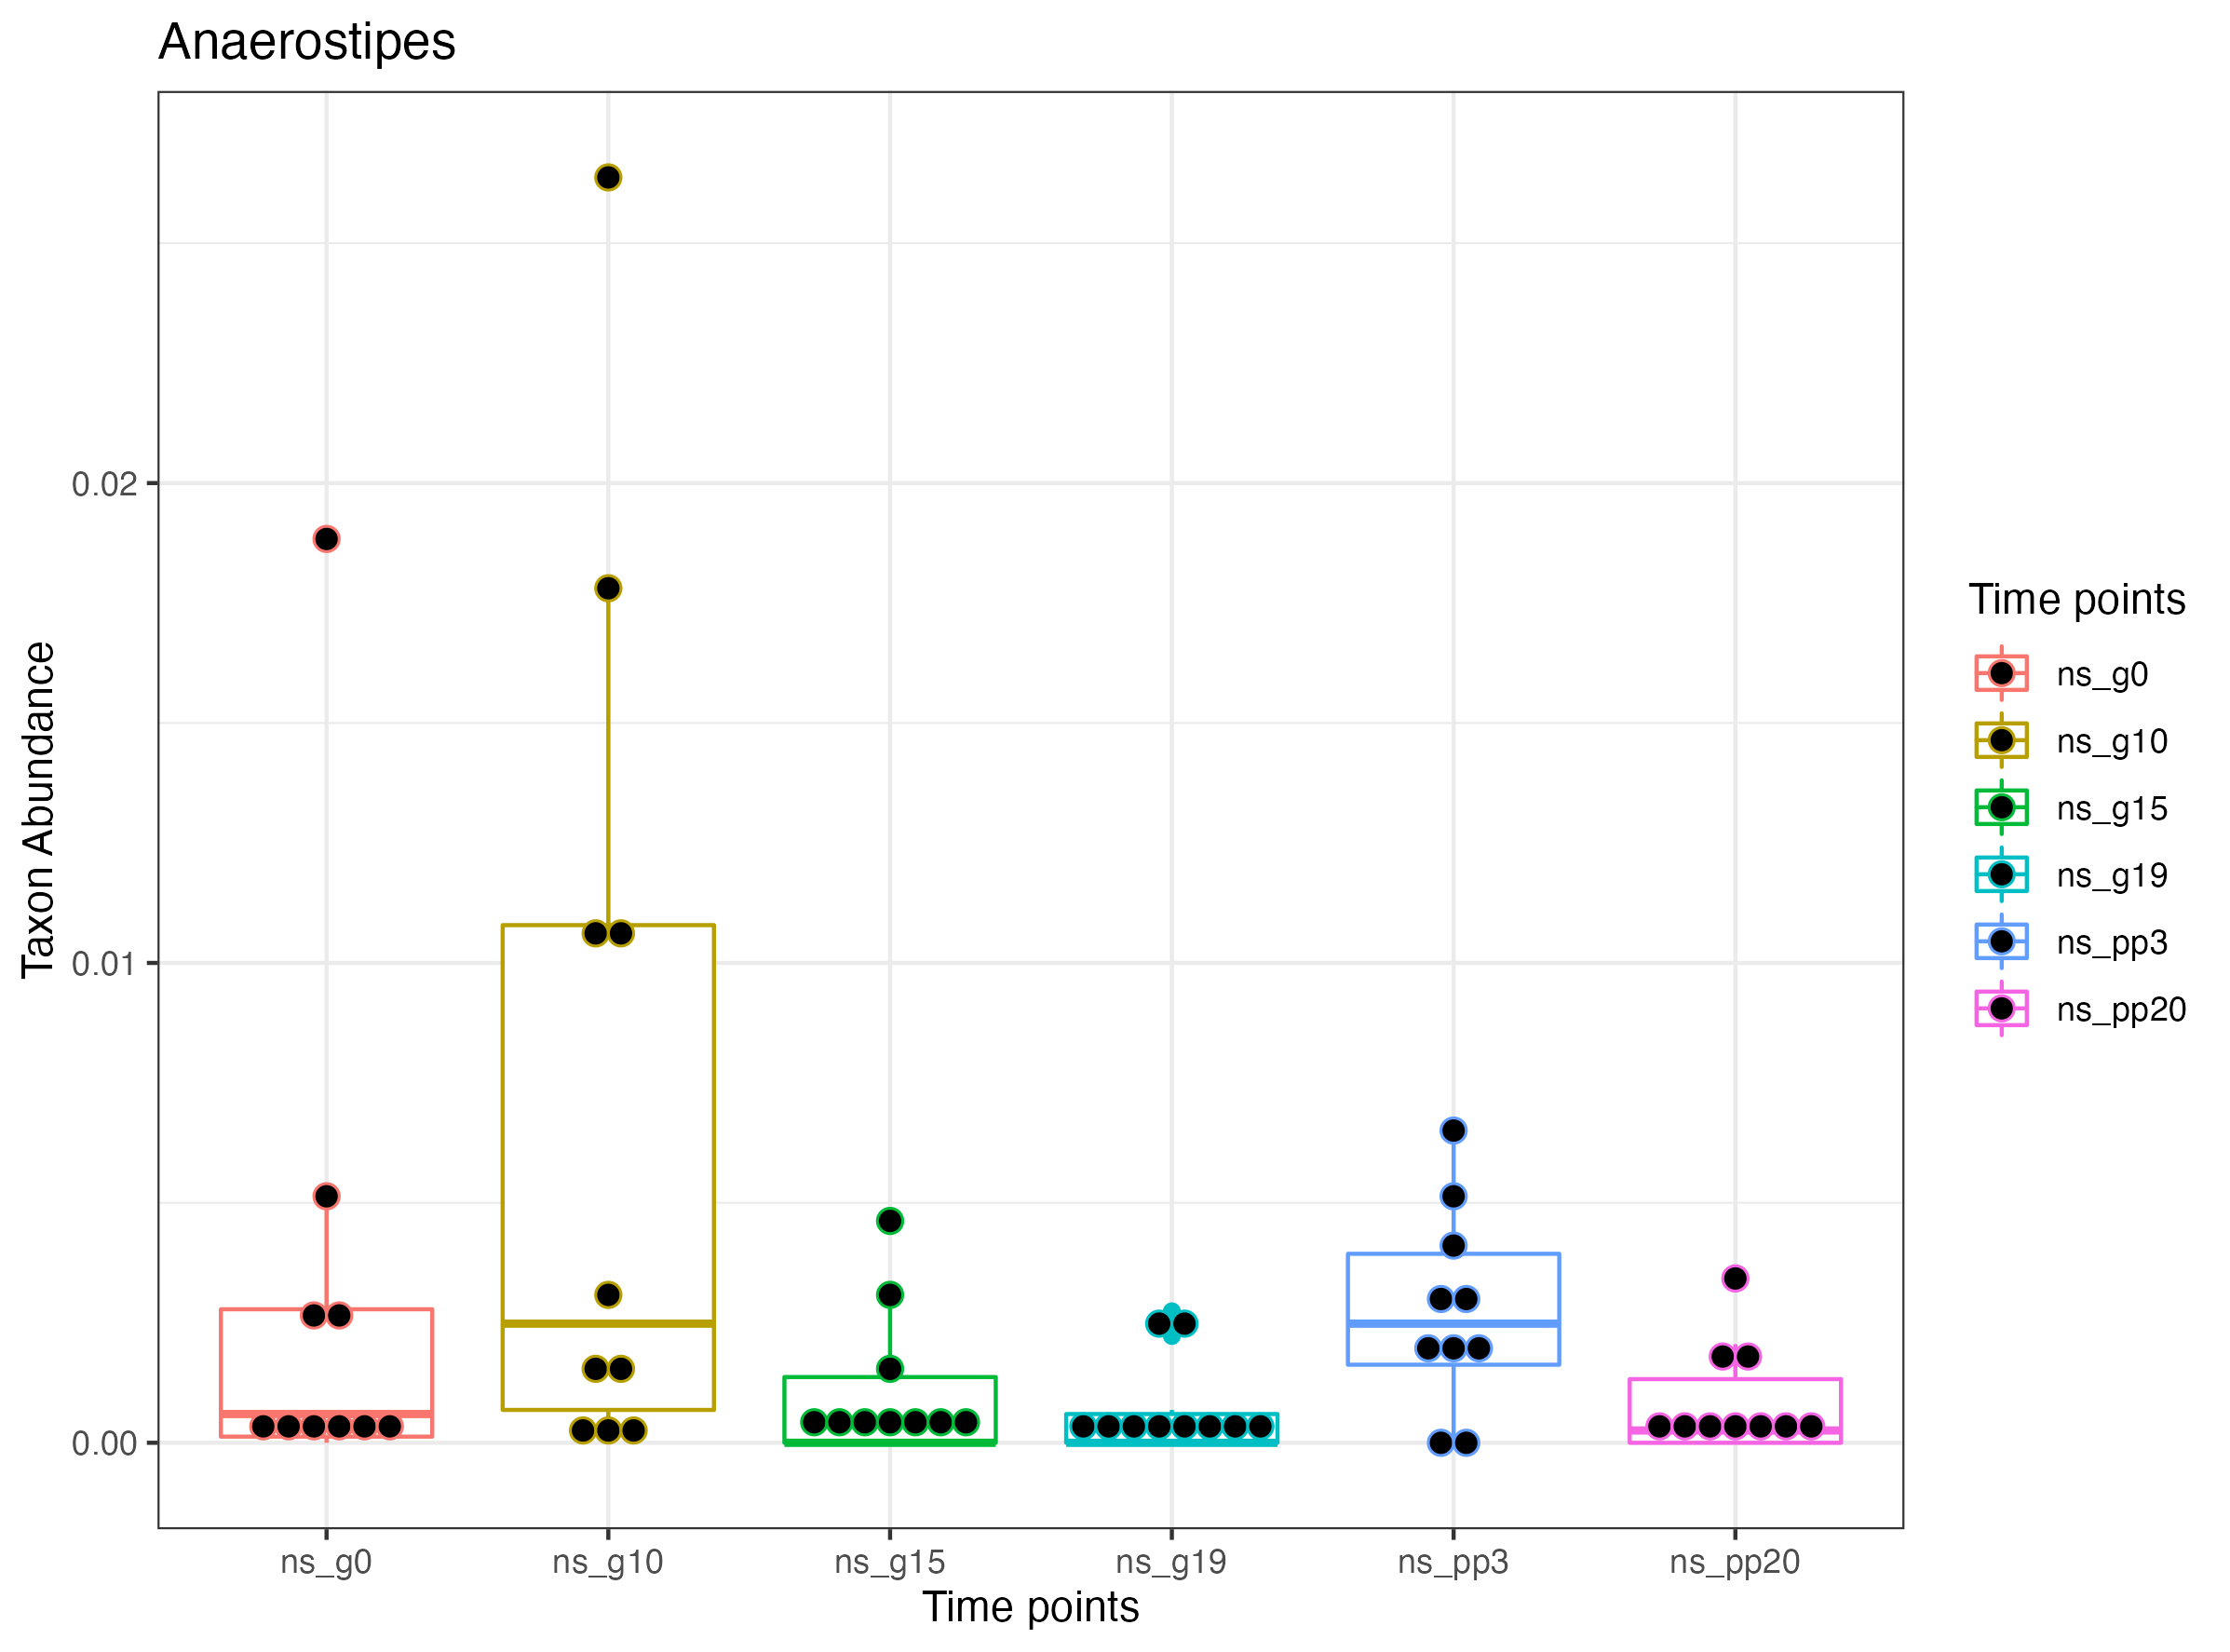 Anaerostipes
Taxon Abundance
0.02
0.01
0.00
ns_g0 ns_g10 ns_g15 ns_g19 ns_pp3 ns_pp20
Time points
Time points
ns_g0
ns_g10
ns_g15
ns_g19
ns_pp3
ns_pp20